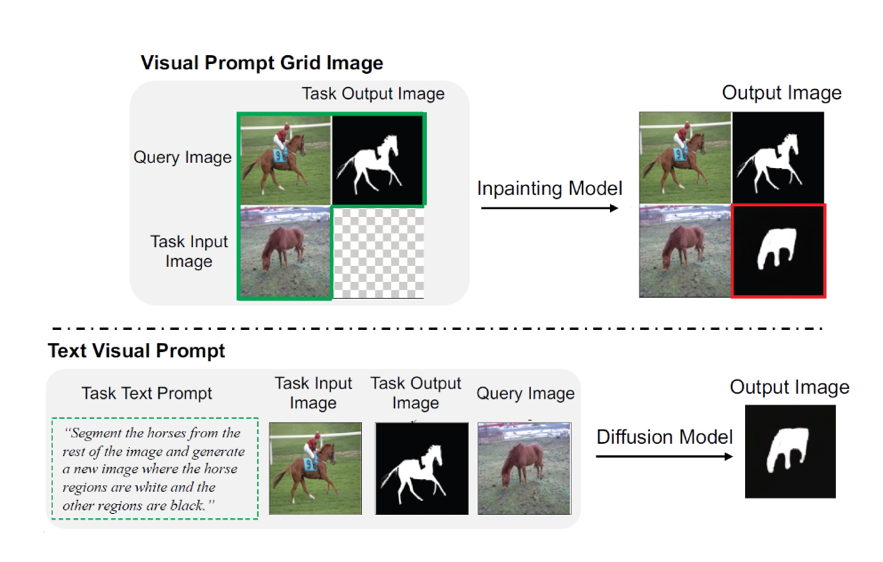 Visual Prompt Grid Image
Task Output Image
Query Image
Task Input
Image
Inpainting Model
Output Image
Text Visual Prompt
Task Text Prompt
Task Input
Image
Task Output
Image
Query Image
“Segment the horses from the
rest of the image and generate
a new image where the horse
regions are white and the
other regions are black.”
Diffusion Model
Output Image